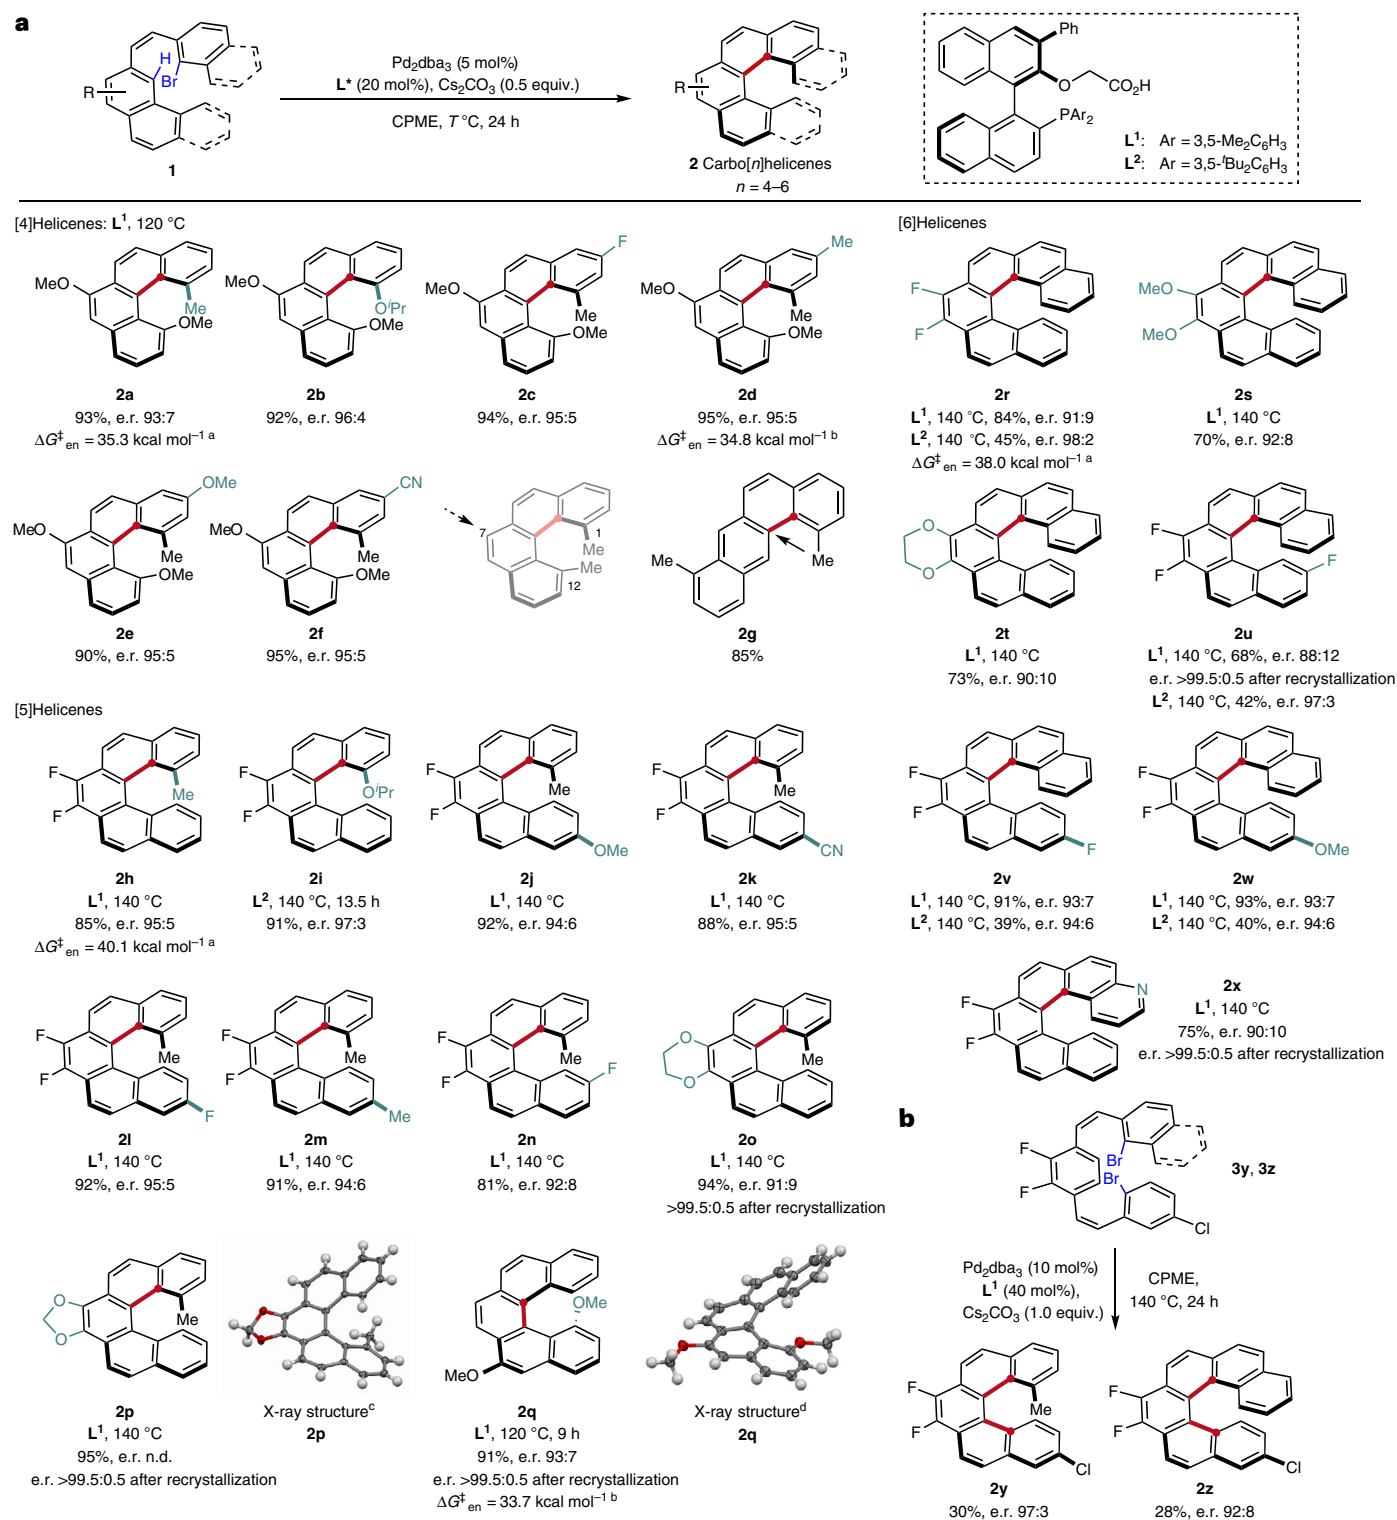 a
H
Br
R
1
Pd2dba3 (5 mol%)
L* (20 mol%), Cs2CO3 (0.5 equiv.)
CPME, T °C, 24 h
R
2 Carbo[n]helicenes
n = 4–6
Ph
O
CO2H
PAr2
L1: Ar = 3,5-Me2C6H3
L2: Ar = 3,5-tBu2C6H3
[4]Helicenes: L1, 120 °C
MeO
Me
OMe
2a
93%, e.r. 93:7
ΔG‡en = 35.3 kcal mol–1 a
MeO
OiPr
OMe
2b
92%, e.r. 96:4
F
MeO
Me
OMe
2c
94%, e.r. 95:5
Me
MeO
Me
OMe
2d
95%, e.r. 95:5
ΔG‡en = 34.8 kcal mol–1 b
OMe
MeO
Me
OMe
2e
90%, e.r. 95:5
CN
MeO
Me
OMe
2f
95%, e.r. 95:5
7
1
Me
Me
12
Me
Me
2g
85%
[5]Helicenes
F
F
Me
2h
L1, 140 °C
85%, e.r. 95:5
ΔG‡en = 40.1 kcal mol–1 a
F
F
OiPr
2i
L2, 140 °C, 13.5 h
91%, e.r. 97:3
F
F
Me
OMe
2j
L1, 140 °C
92%, e.r. 94:6
F
F
Me
CN
2k
L1, 140 °C
88%, e.r. 95:5
F
F
Me
F
2l
L1, 140 °C
92%, e.r. 95:5
F
F
Me
Me
2m
L1, 140 °C
91%, e.r. 94:6
F
F
Me
F
2n
L1, 140 °C
81%, e.r. 92:8
O
O
Me
2o
L1, 140 °C
94%, e.r. 91:9
>99.5:0.5 after recrystallization
O
O
Me
2p
L1, 140 °C
95%, e.r. n.d.
e.r. >99.5:0.5 after recrystallization
X-ray structurec
2p
OMe
MeO
2q
L1, 120 °C, 9 h
91%, e.r. 93:7
e.r. >99.5:0.5 after recrystallization
ΔG‡en = 33.7 kcal mol–1 b
X-ray structured
2q
[6]Helicenes
F
F
2r
L1, 140 °C, 84%, e.r. 91:9
L2, 140 °C, 45%, e.r. 98:2
ΔG‡en = 38.0 kcal mol–1 a
MeO
MeO
2s
L1, 140 °C
70%, e.r. 92:8
O
O
2t
L1, 140 °C
73%, e.r. 90:10
F
F
F
2u
L1, 140 °C, 68%, e.r. 88:12
e.r. >99.5:0.5 after recrystallization
L2, 140 °C, 42%, e.r. 97:3
F
F
F
2v
L1, 140 °C, 91%, e.r. 93:7
L2, 140 °C, 39%, e.r. 94:6
F
F
OMe
2w
L1, 140 °C, 93%, e.r. 93:7
L2, 140 °C, 40%, e.r. 94:6
F
F
N
2x
L1, 140 °C
75%, e.r. 90:10
e.r. >99.5:0.5 after recrystallization
b
F
F
Br
Br
Cl
3y, 3z
Pd2dba3 (10 mol%)
L1 (40 mol%),
Cs2CO3 (1.0 equiv.)
CPME,
140 °C, 24 h
F
F
Me
Cl
2y
30%, e.r. 97:3
F
F
Cl
2z
28%, e.r. 92:8